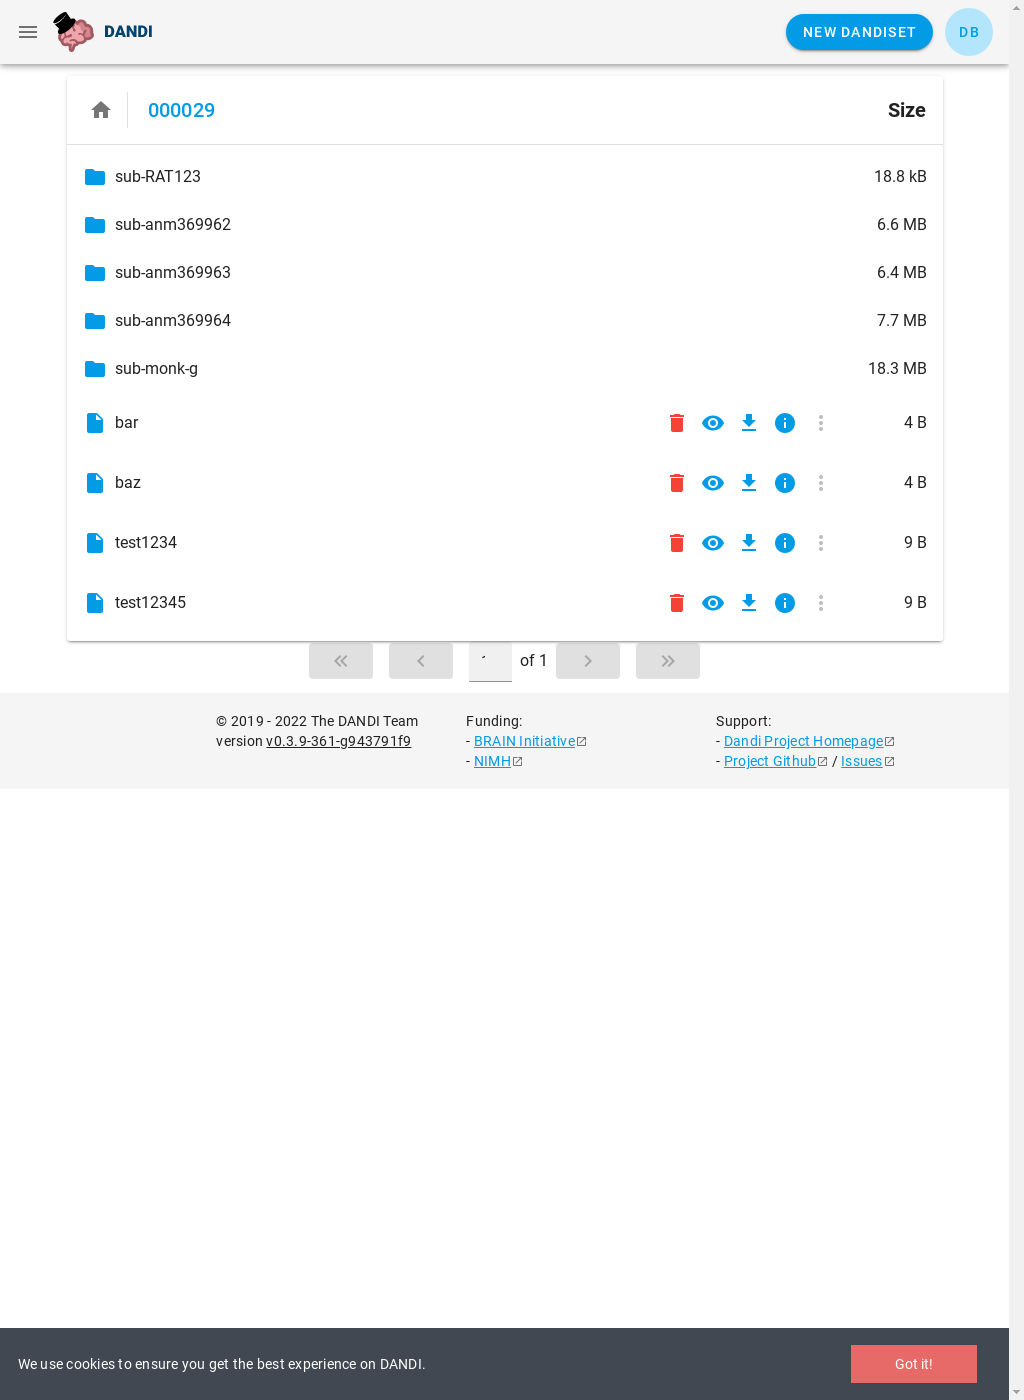 DANDI
NEW DANDISET
DB
000029
Size
sub-RAT123 18.8 kB
sub-anm369962 6.6 MB
sub-anm369963 6.4 MB
sub-anm369964 7.7 MB
sub-monk-g 18.3 MB
bar 4 B
baz 4 B
test1234 9 B
test12345 9 B
of 1
© 2019 - 2022 The DANDI Team
version v0.3.9-361-g943791f9
Funding:
- BRAIN Initiative
- NIMH
Support:
- Dandi Project Homepage
- Project Github / Issues
We use cookies to ensure you get the best experience on DANDI.
Got it!